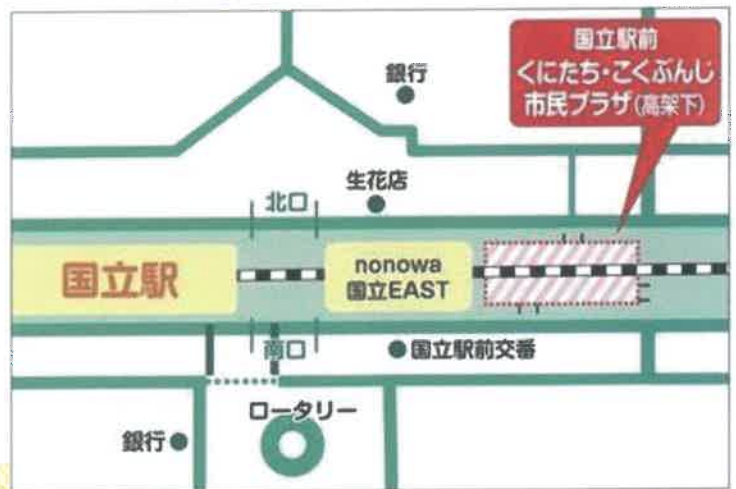 国立駅前
くにたち・こくぶんじ
市民プラザ(高架下)
銀行
生花店
北口
国立駅
nonowa
国立EAST
南口
国立駅前交番
ロータリー
銀行